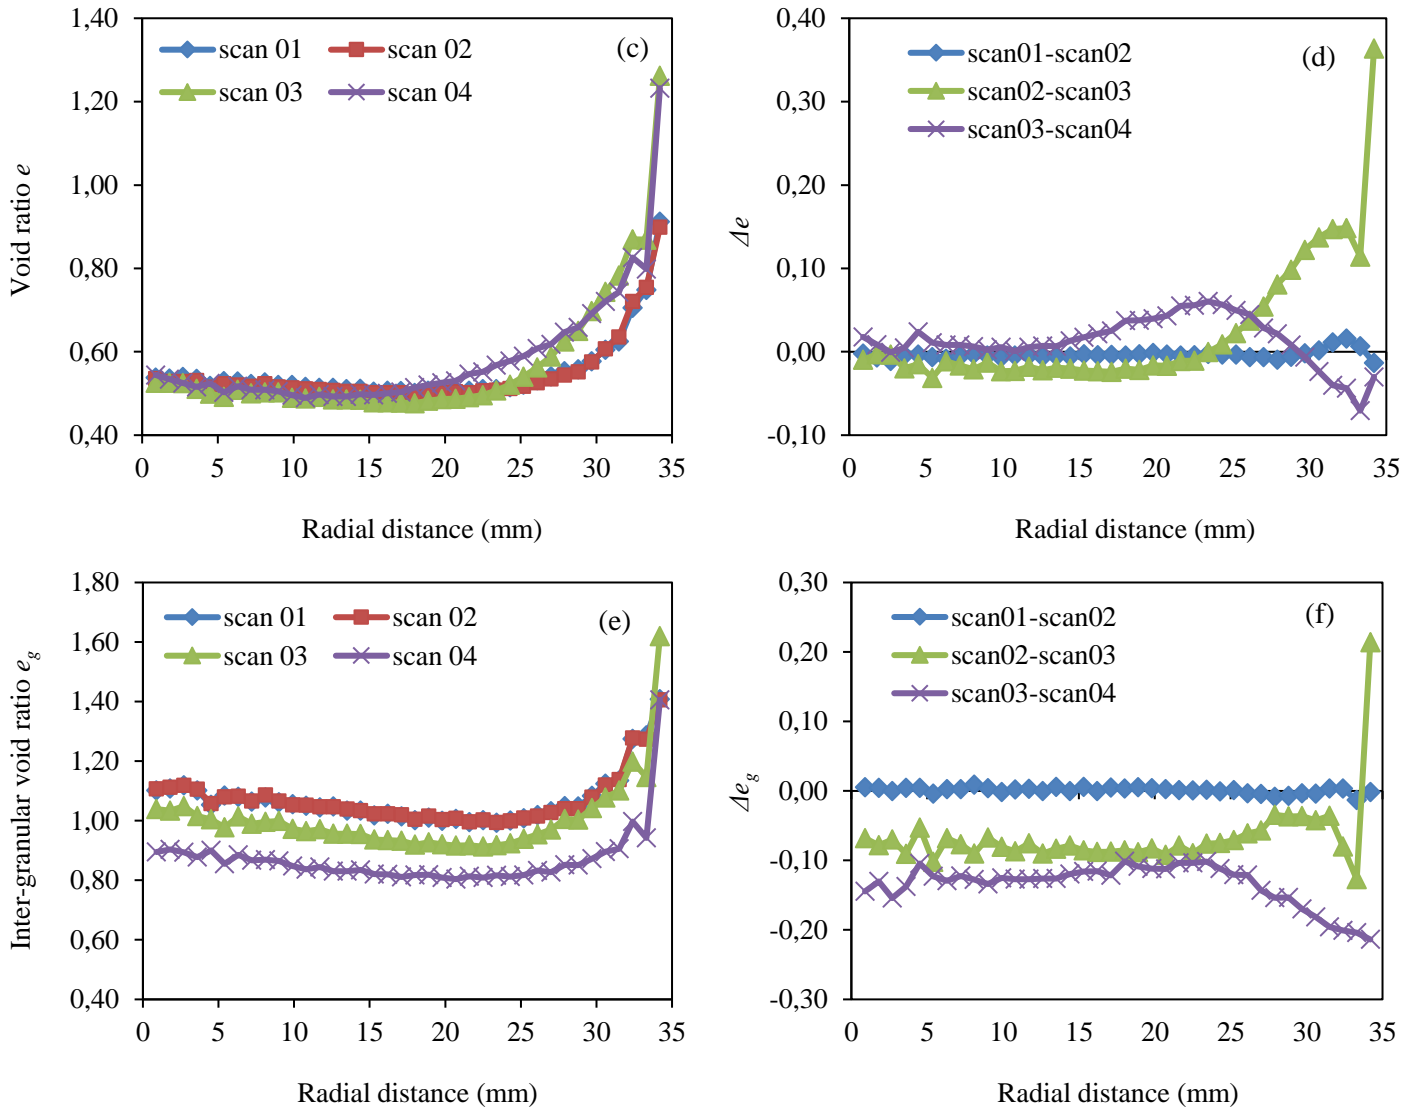 1,40
1,20
1,00
0,80
0,60
0,40
Void ratio e
scan 01
scan 02
scan 03
scan 04
(c)
0 5 10 15 20 25 30 35
Radial distance (mm)
0,40
0,30
0,20
0,10
0,00
-0,10
Δe
scan01-scan02
scan02-scan03
scan03-scan04
(d)
0 5 10 15 20 25 30 35
Radial distance (mm)
1,80
1,60
1,40
1,20
1,00
0,80
0,60
0,40
Inter-granular void ratio eg
scan 01
scan 02
scan 03
scan 04
(e)
0 5 10 15 20 25 30 35
Radial distance (mm)
0,30
0,20
0,10
0,00
-0,10
-0,20
-0,30
Δeg
scan01-scan02
scan02-scan03
scan03-scan04
(f)
0 5 10 15 20 25 30 35
Radial distance (mm)